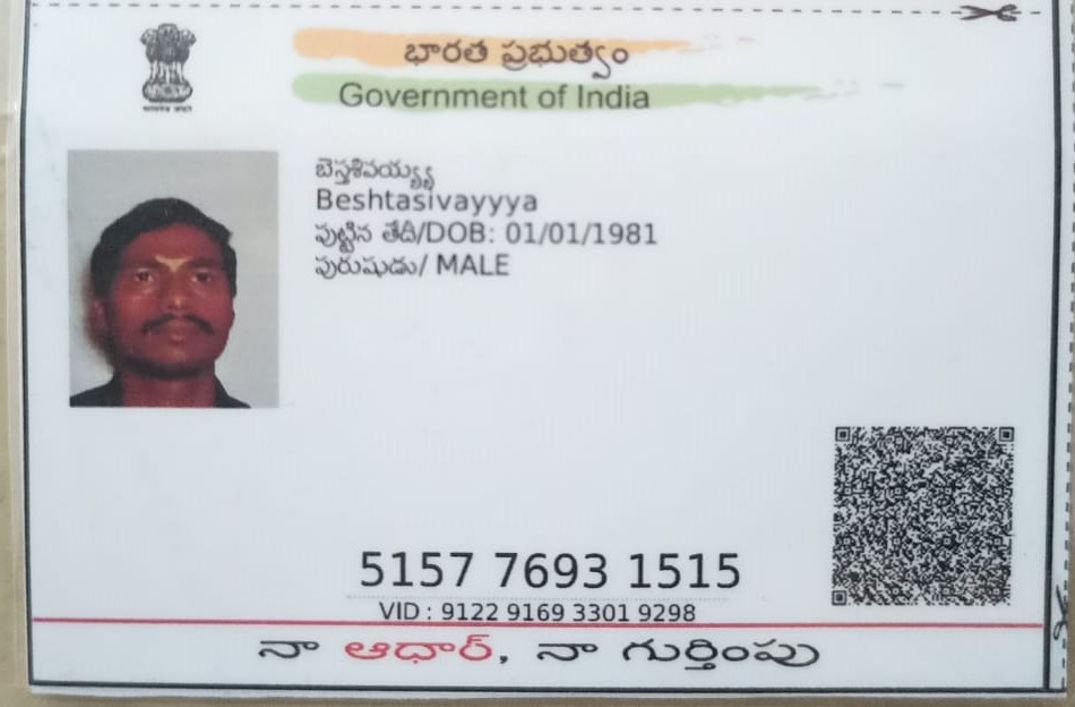 భారత ప్రభుత్వం
Government of India
బెస్తశివయ్య్య
Beshtasivayyya
పుట్టిన తేదీ/DOB: 01/01/1981
పురుషుడు/ MALE
5157 7693 1515
VID : 9122 9169 3301 9298
నా ఆధార్, నా గుర్తింపు